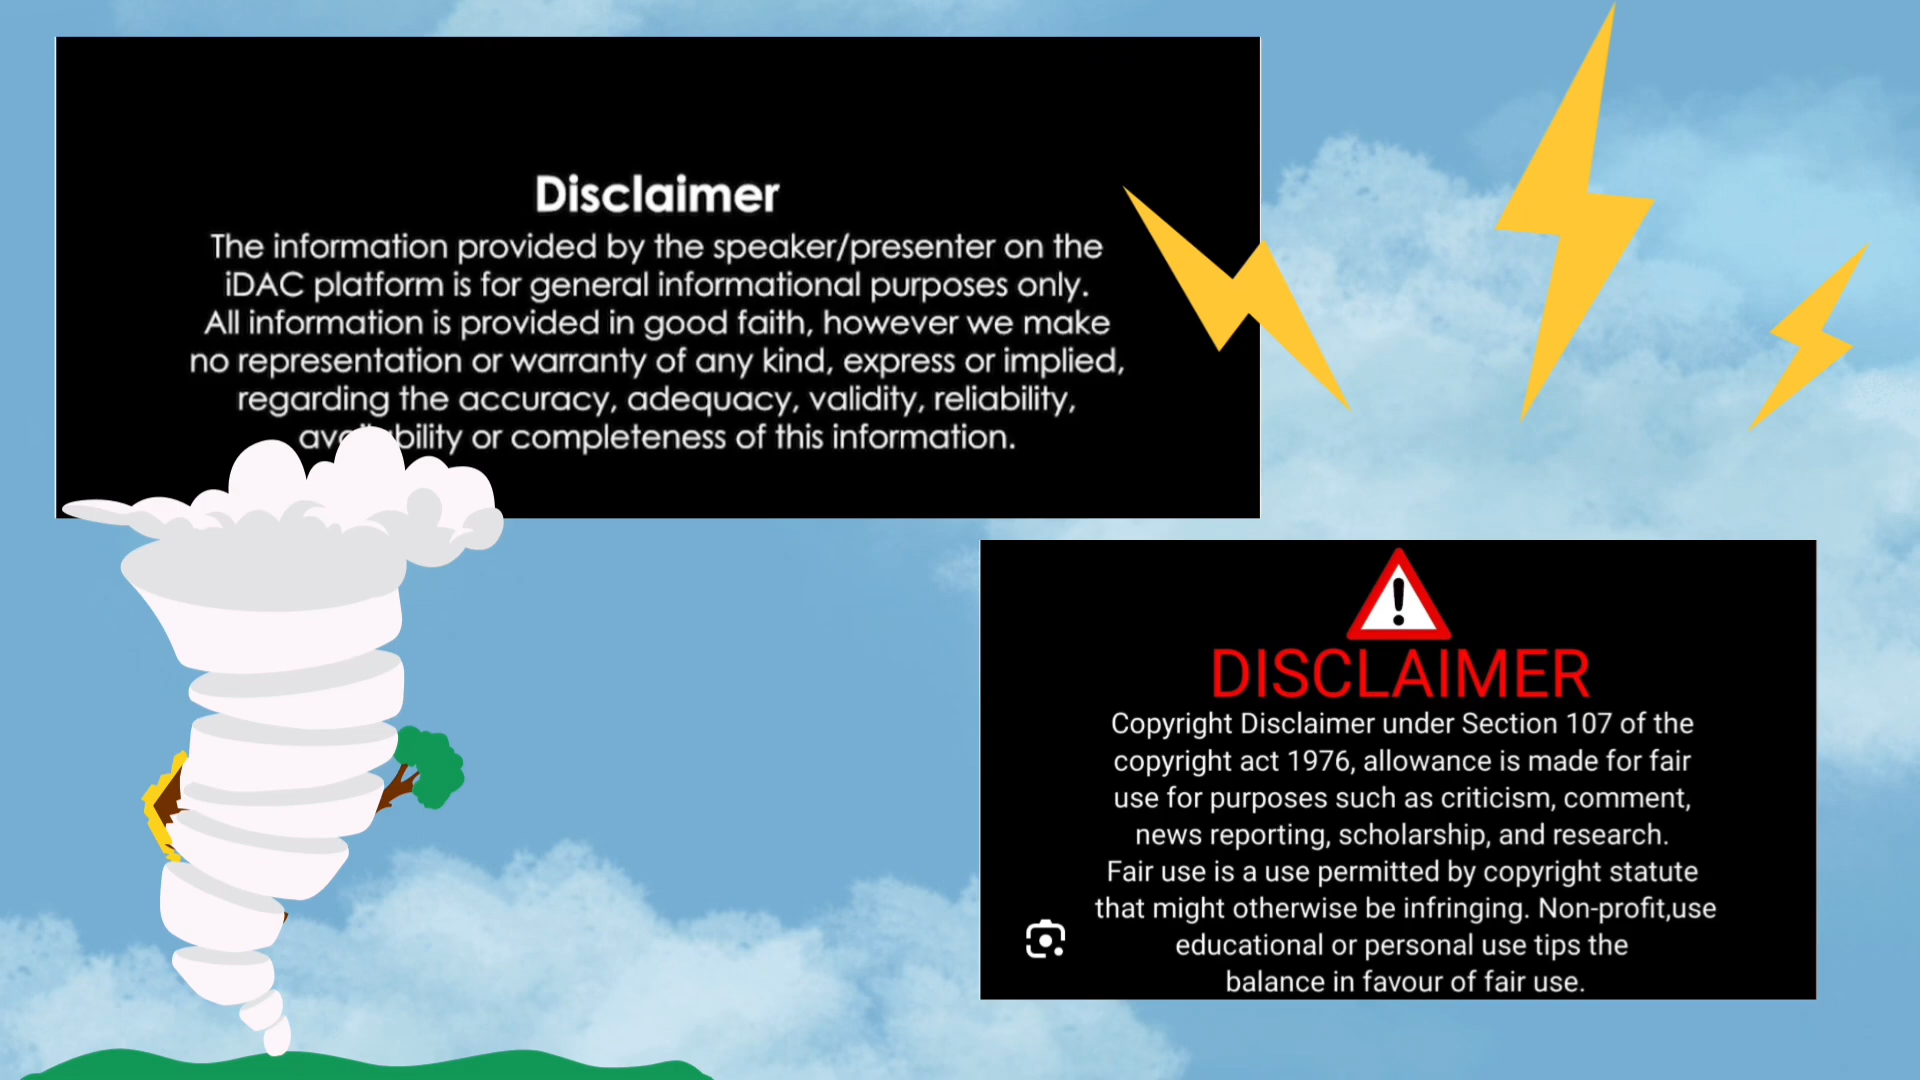 Disclaimer
The information provided by the speaker/presenter on the
iDAC platform is for general informational purposes only.
All information is provided in good faith, however we make
no representation or warranty of any kind, express or implied,
regarding the accuracy, adequacy, validity, reliability,
or completeness of this information.
DISCLAIMER
Copyright Disclaimer under Section 107 of the
copyright act 1976, allowance is made for fair
use for purposes such as criticism, comment,
news reporting, scholarship, and research.
Fair use is a use permitted by copyright statute
that might otherwise be infringing. Non-profit,use
educational or personal use tips the
balance in favour of fair use.